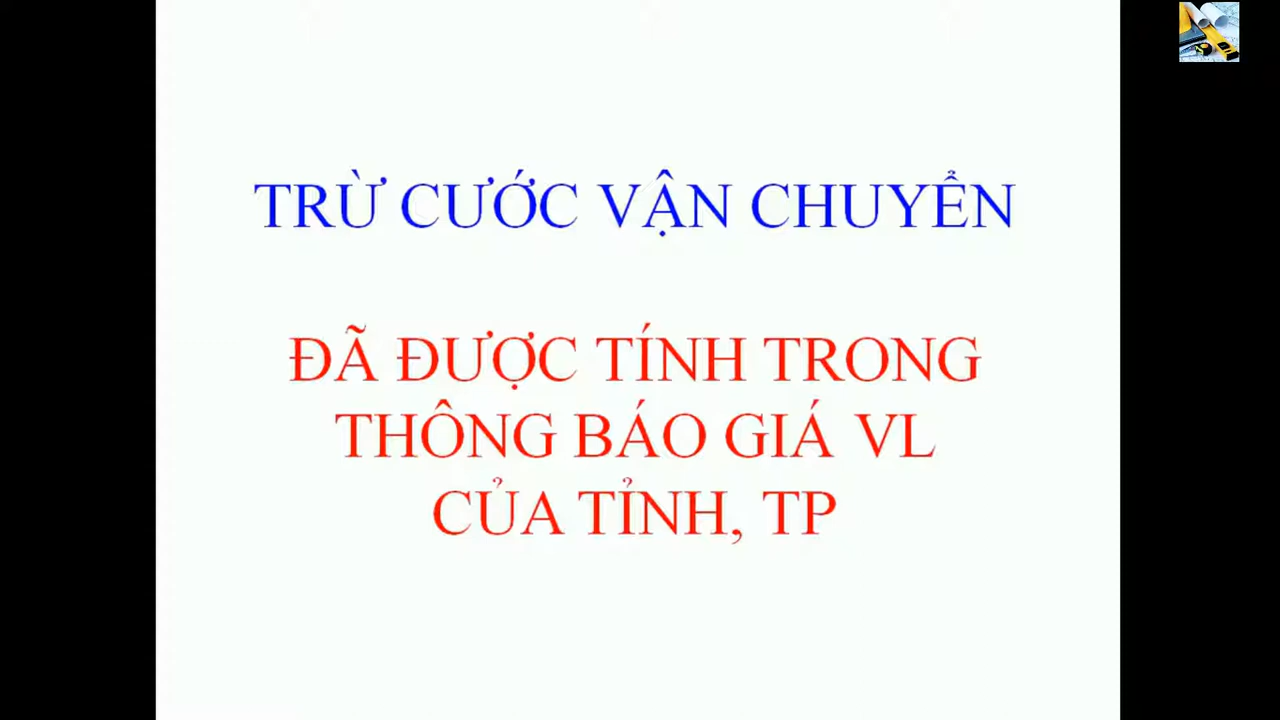 TRỪ CƯỚC VẬN CHUYỂN
ĐÃ ĐƯỢC TÍNH TRONG
THÔNG BÁO GIÁ VL
CỦA TỈNH, TP